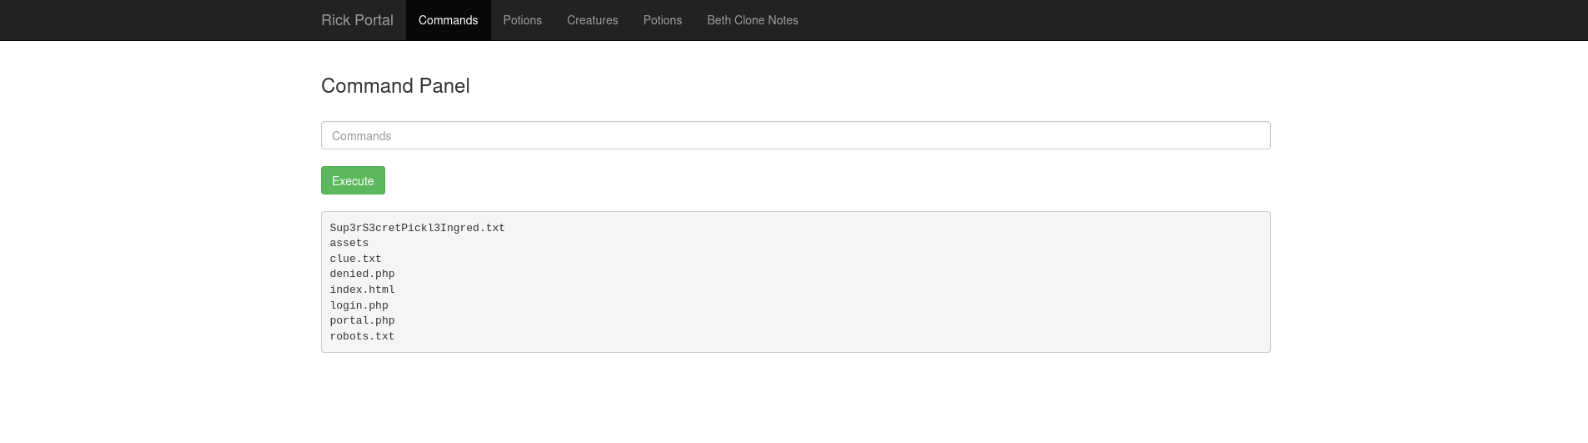 Rick Portal Commands Potions Creatures Potions Beth Clone Notes
Command Panel
Commands
Execute
Sup3rS3cretPickl3Ingred.txt
assets
clue.txt
denied.php
index.html
login.php
portal.php
robots.txt